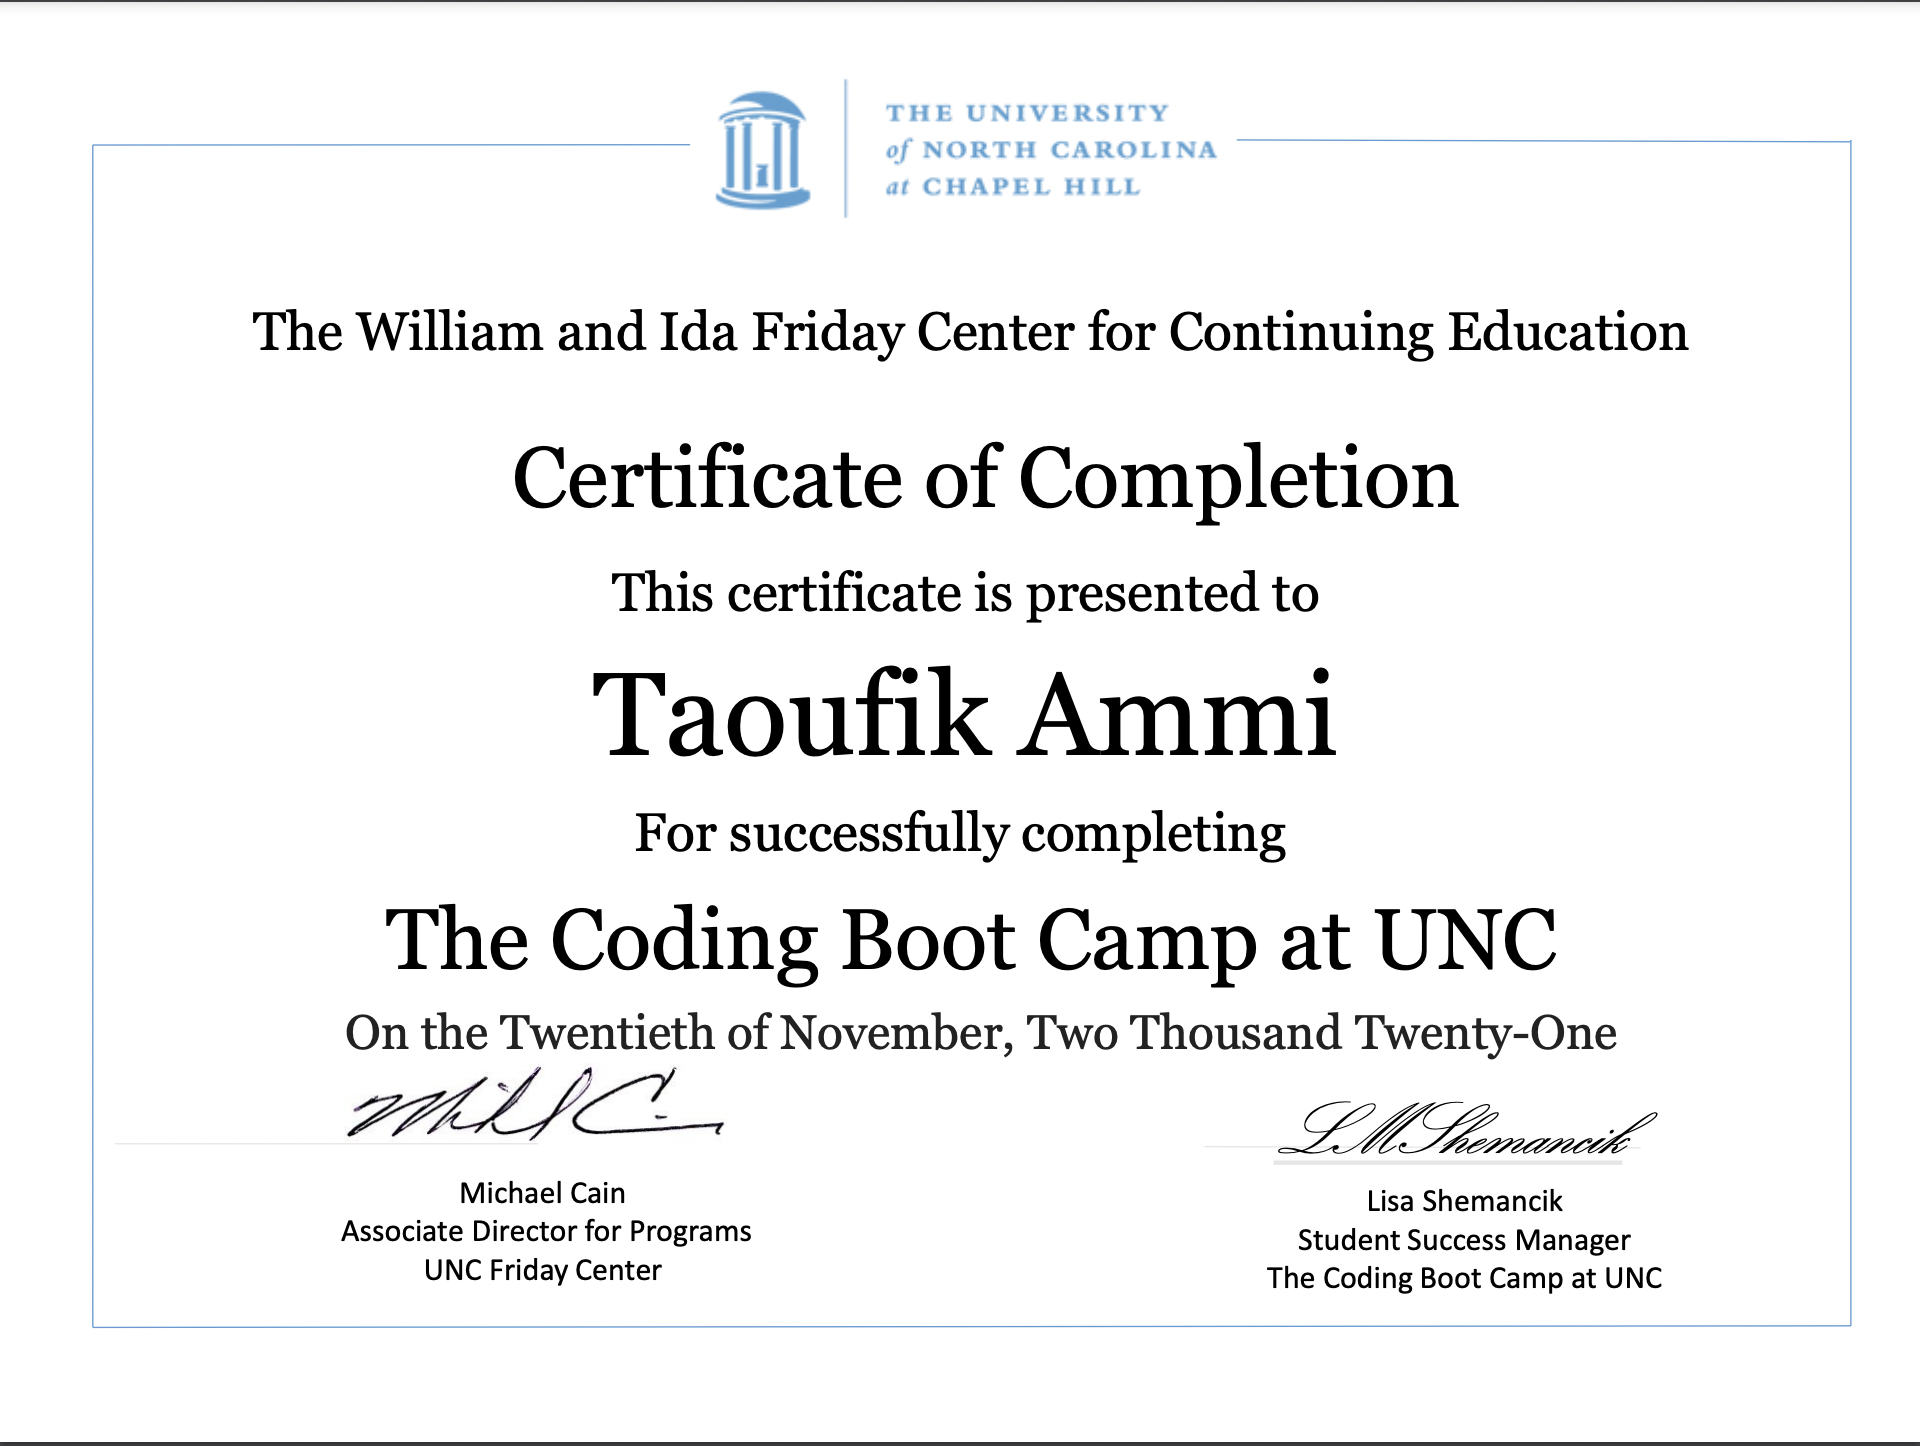 THE UNIVERSITY
of NORTH CAROLINA
at CHAPEL HILL
The William and Ida Friday Center for Continuing Education
Certificate of Completion
This certificate is presented to
Taoufik Ammi
For successfully completing
The Coding Boot Camp at UNC
On the Twentieth of November, Two Thousand Twenty-One
LMShemancik
Michael Cain
Associate Director for Programs
UNC Friday Center
Lisa Shemancik
Student Success Manager
The Coding Boot Camp at UNC